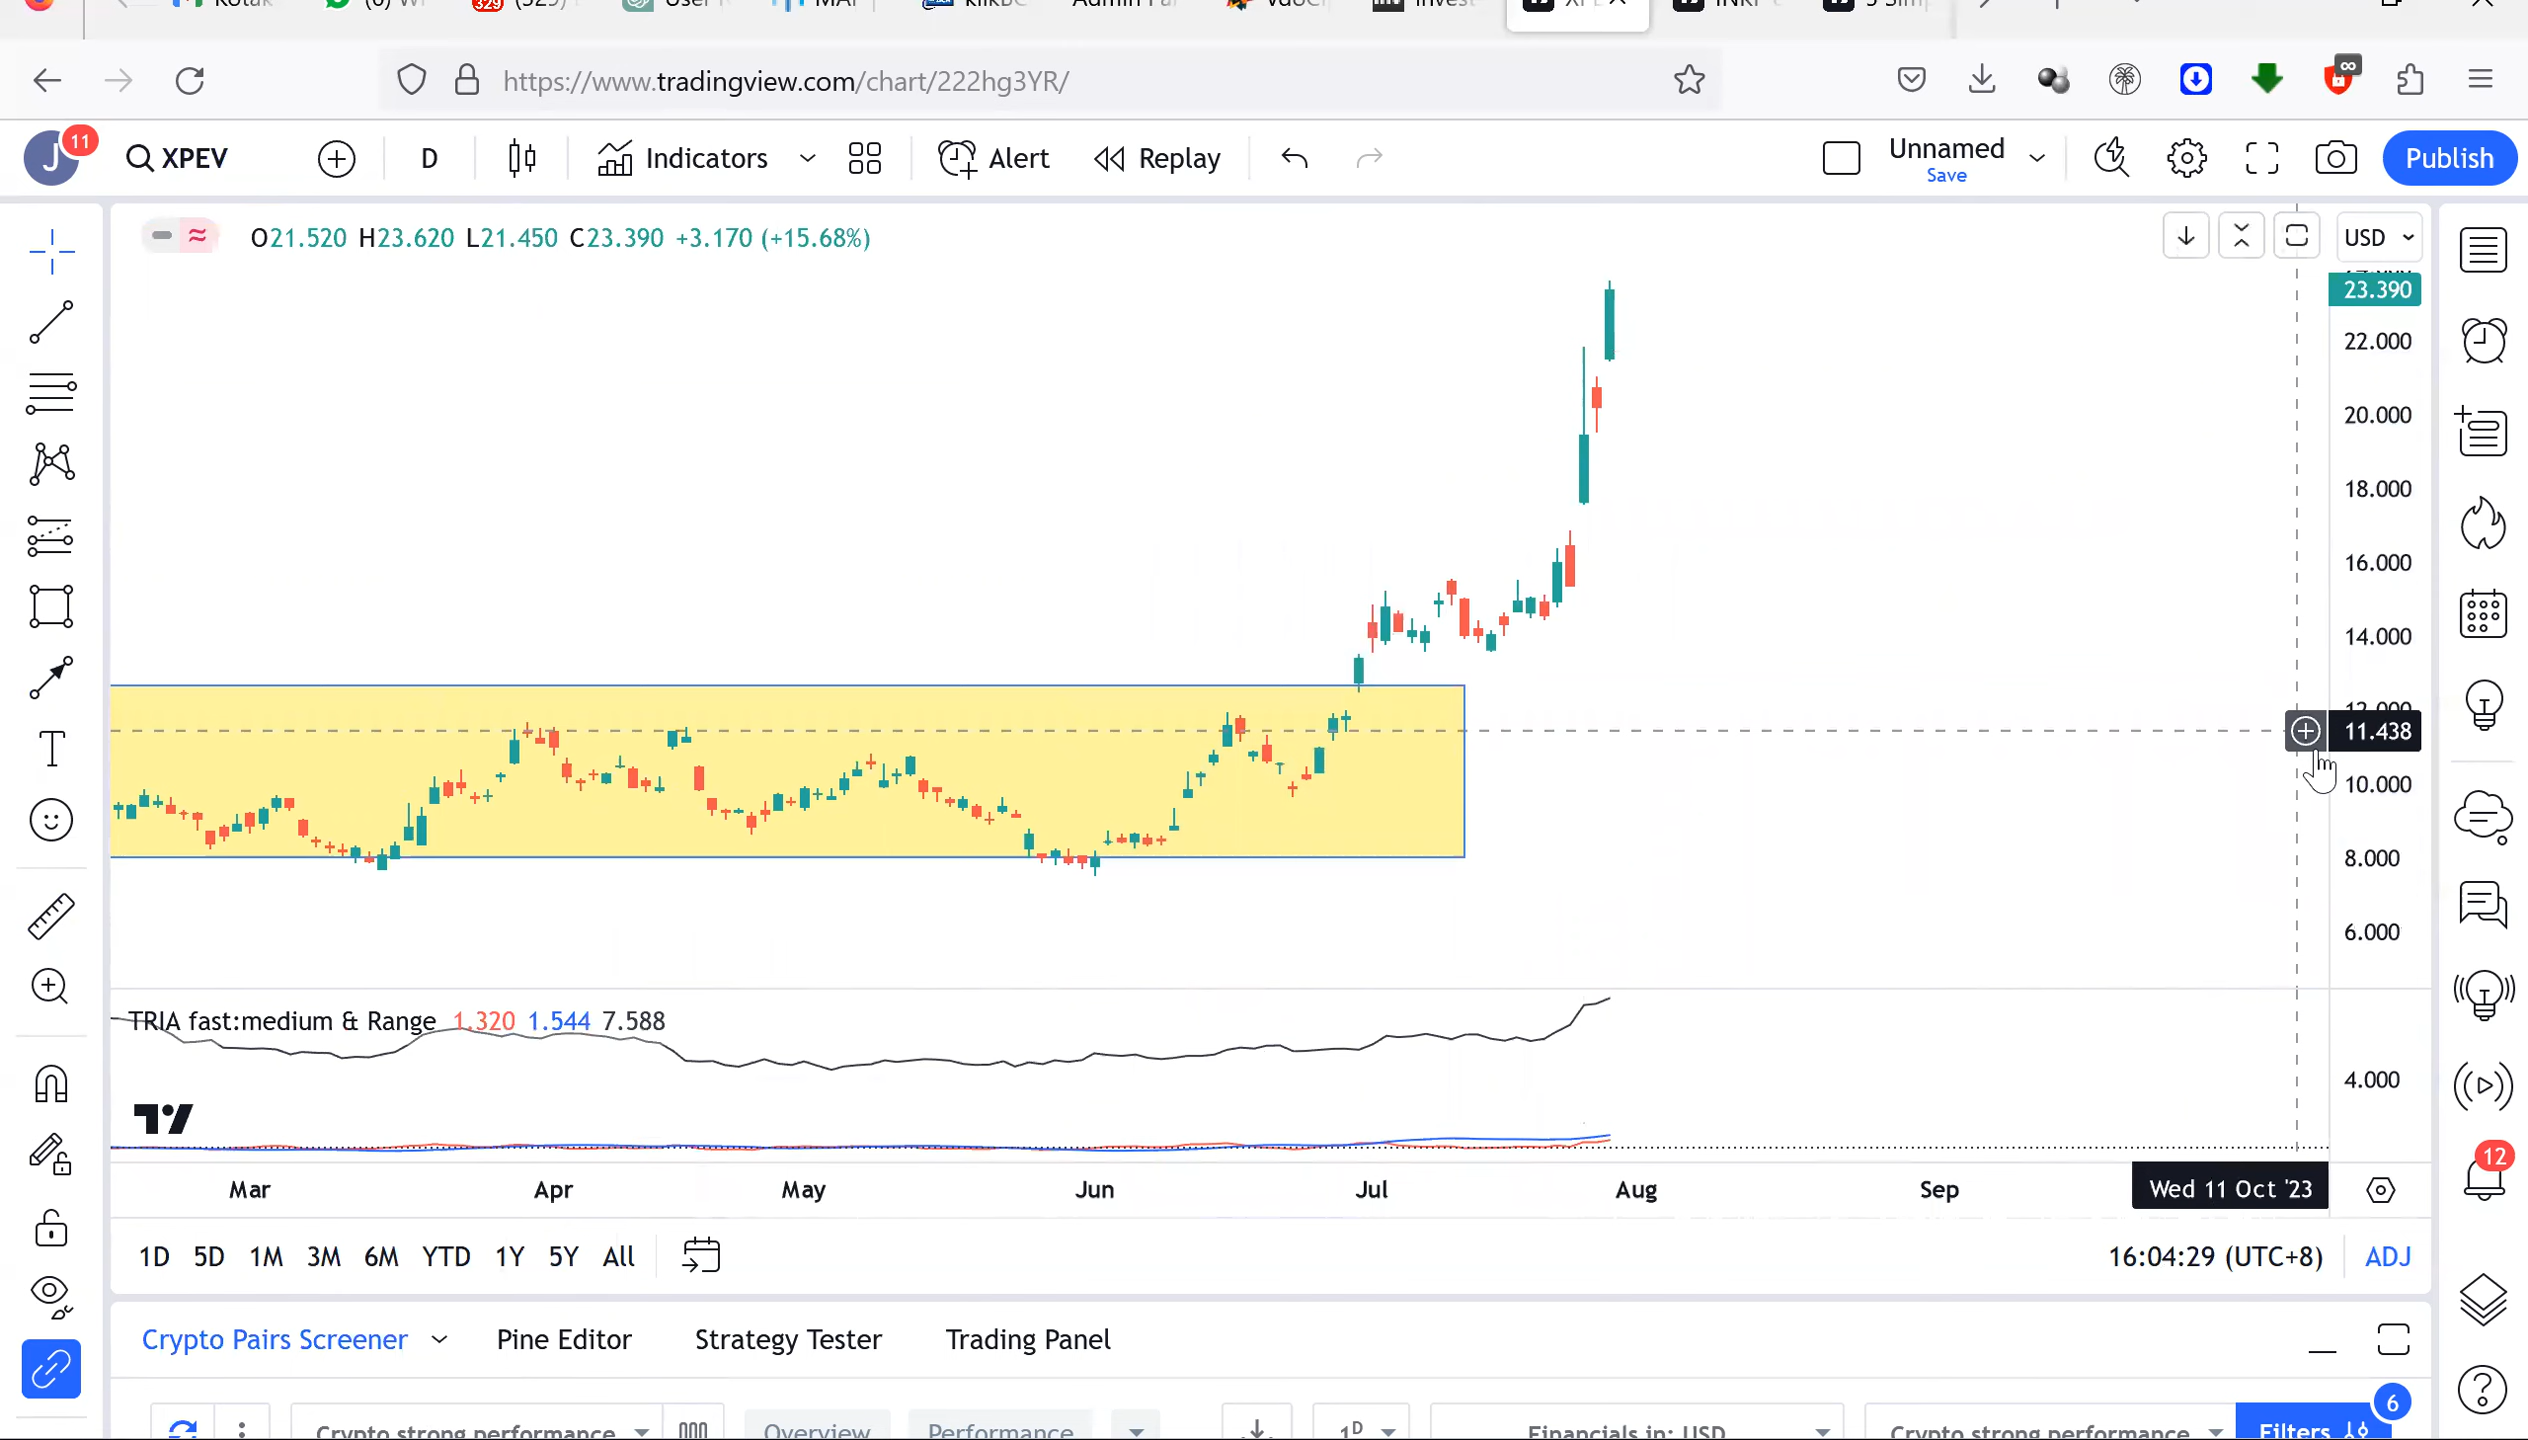 329
https://www.tradingview.com/chart/222hg3YR/
J 11 XPEV D Indicators Alert Replay Unnamed Save Publish
O21.520 H23.620 L21.450 C23.390 +3.170 (+15.68%)
USD
23.390
22.000
20.000
18.000
16.000
14.000
11.438
10.000
8.000
6.000
TRIA fast:medium & Range 1.320 1.544 7.588
4.000
12
Mar Apr May Jun Jul Aug Sep Wed 11 Oct '23
1D 5D 1M 3M 6M YTD 1Y 5Y All 16:04:29 (UTC+8) ADJ
Crypto Pairs Screener Pine Editor Strategy Tester Trading Panel
6
Crypto strong performance Overview Performance 1D Financials in: USD Crypto strong performance Filters